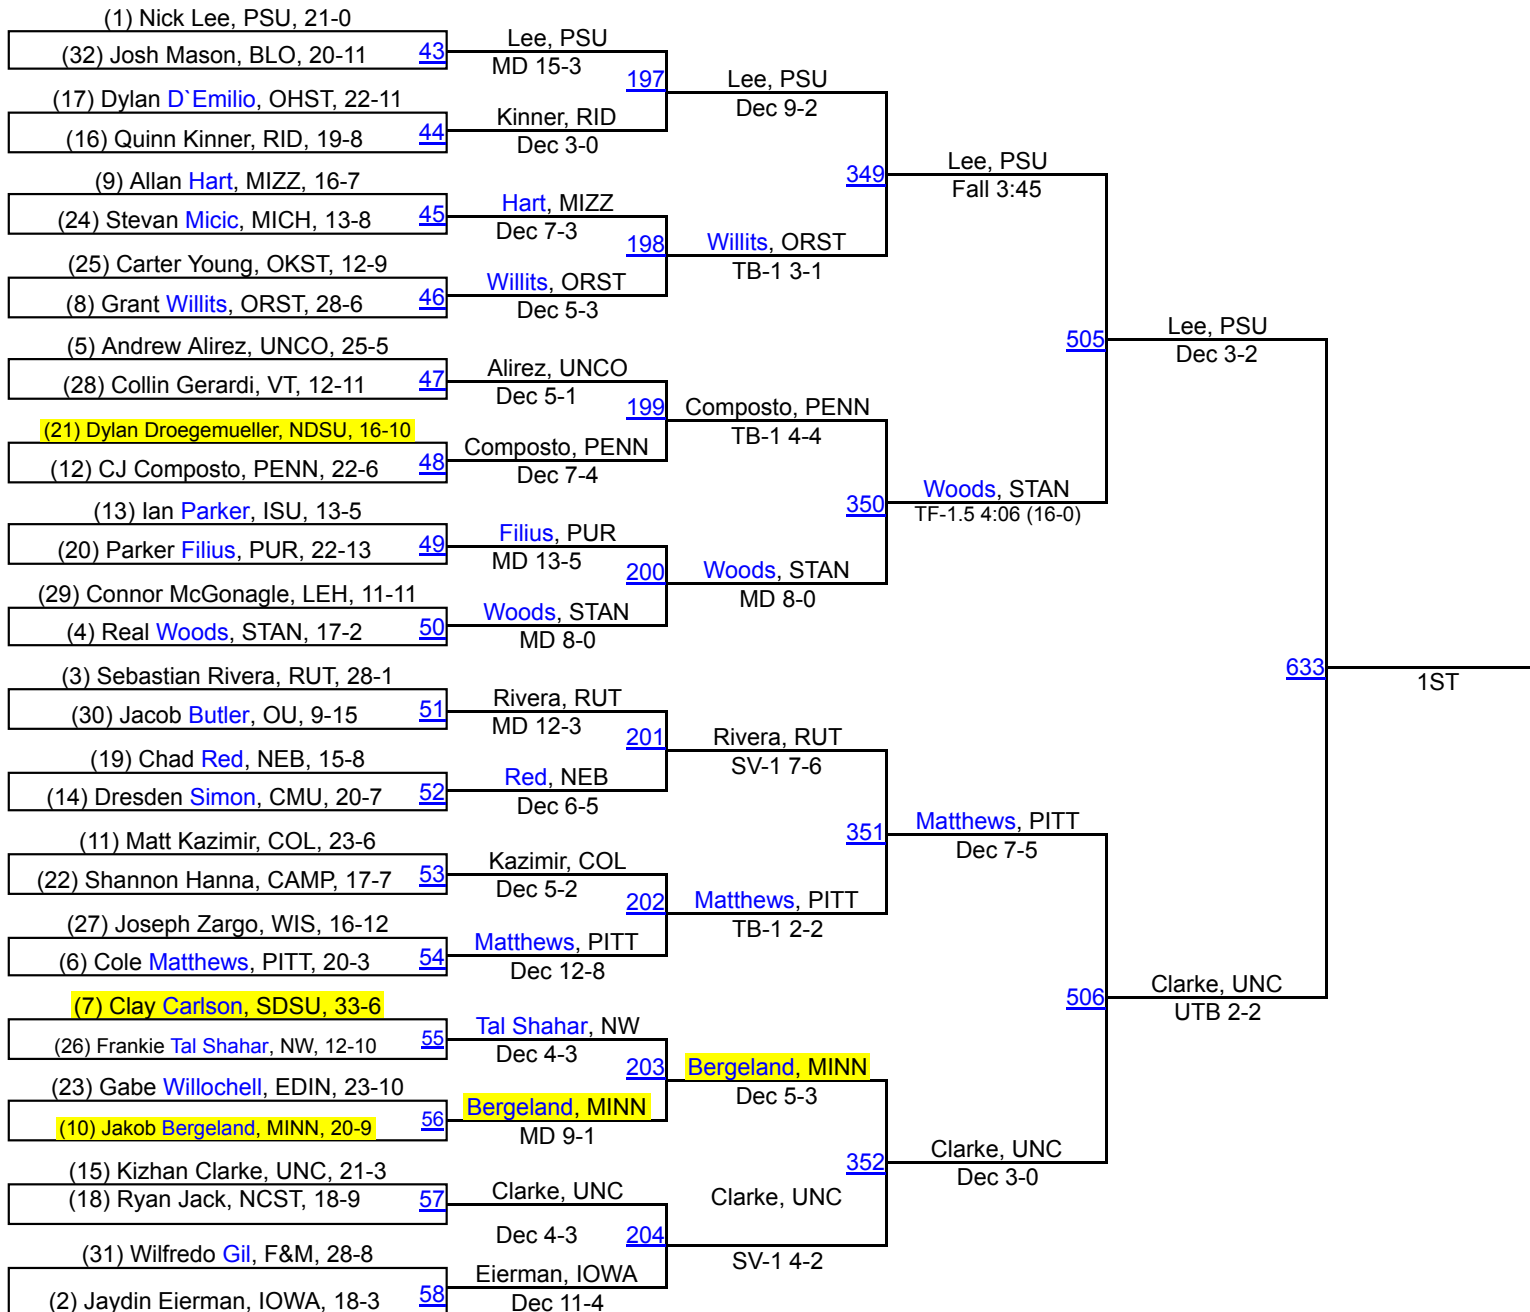 (1) Nick Lee, PSU, 21-0
(32) Josh Mason, BLO, 20-11
43
(17) Dylan D`Emilio, OHST, 22-11
(16) Quinn Kinner, RID, 19-8
44
(9) Allan Hart, MIZZ, 16-7
(24) Stevan Micic, MICH, 13-8
45
(25) Carter Young, OKST, 12-9
(8) Grant Willits, ORST, 28-6
46
(5) Andrew Alirez, UNCO, 25-5
(28) Collin Gerardi, VT, 12-11
47
(21) Dylan Droegemueller, NDSU, 16-10
(12) CJ Composto, PENN, 22-6
48
(13) Ian Parker, ISU, 13-5
(20) Parker Filius, PUR, 22-13
49
(29) Connor McGonagle, LEH, 11-11
(4) Real Woods, STAN, 17-2
50
(3) Sebastian Rivera, RUT, 28-1
(30) Jacob Butler, OU, 9-15
51
(19) Chad Red, NEB, 15-8
(14) Dresden Simon, CMU, 20-7
52
(11) Matt Kazimir, COL, 23-6
(22) Shannon Hanna, CAMP, 17-7
53
(27) Joseph Zargo, WIS, 16-12
(6) Cole Matthews, PITT, 20-3
54
(7) Clay Carlson, SDSU, 33-6
(26) Frankie Tal Shahar, NW, 12-10
55
(23) Gabe Willochell, EDIN, 23-10
(10) Jakob Bergeland, MINN, 20-9
56
(15) Kizhan Clarke, UNC, 21-3
(18) Ryan Jack, NCST, 18-9
57
(31) Wilfredo Gil, F&M, 28-8
(2) Jaydin Eierman, IOWA, 18-3
58
Lee, PSU
MD 15-3
197
Kinner, RID
Dec 3-0
Hart, MIZZ
Dec 7-3
198
Willits, ORST
Dec 5-3
Alirez, UNCO
Dec 5-1
199
Composto, PENN
Dec 7-4
Filius, PUR
MD 13-5
200
Woods, STAN
MD 8-0
Rivera, RUT
MD 12-3
201
Red, NEB
Dec 6-5
Kazimir, COL
Dec 5-2
202
Matthews, PITT
Dec 12-8
Tal Shahar, NW
Dec 4-3
203
Bergeland, MINN
MD 9-1
Clarke, UNC
Dec 4-3
204
Eierman, IOWA
Dec 11-4
Lee, PSU
Dec 9-2
349
Willits, ORST
TB-1 3-1
Composto, PENN
TB-1 4-4
350
Woods, STAN
MD 8-0
Rivera, RUT
SV-1 7-6
351
Matthews, PITT
TB-1 2-2
Bergeland, MINN
Dec 5-3
352
Clarke, UNC
SV-1 4-2
Lee, PSU
Fall 3:45
505
Woods, STAN
TF-1.5 4:06 (16-0)
Matthews, PITT
Dec 7-5
506
Clarke, UNC
Dec 3-0
Lee, PSU
Dec 3-2
633
Clarke, UNC
UTB 2-2
1ST